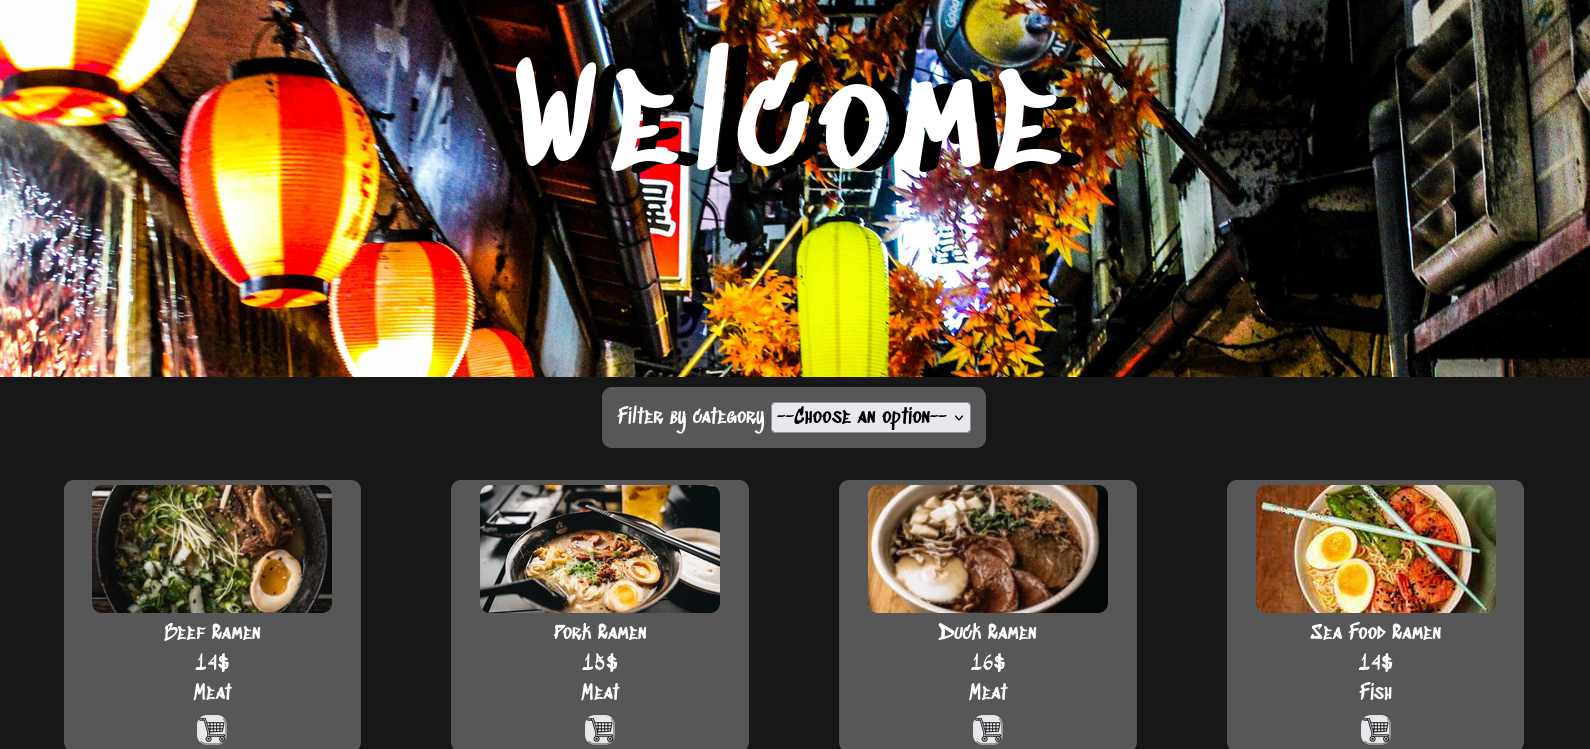 WELCOME
Filter by category --Choose an option--
Beef Ramen
14$
Meat
Pork Ramen
15$
Meat
Duck Ramen
16$
Meat
Sea Food Ramen
14$
Fish